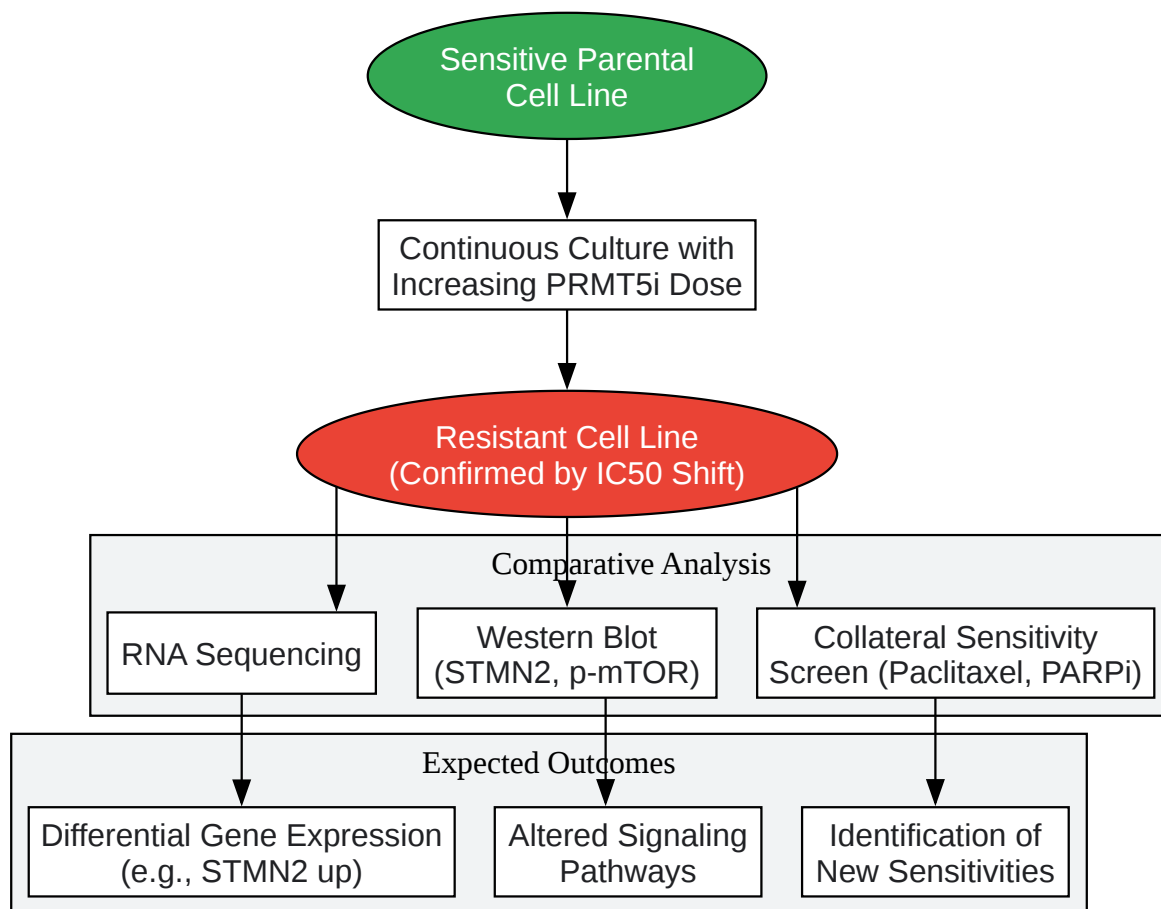 Sensitive Parental
Cell Line
Continuous Culture with
Increasing PRMT5i Dose
Resistant Cell Line
(Confirmed by IC50 Shift)
Comparative Analysis
RNA Sequencing
Western Blot
(STMN2, p-mTOR)
Collateral Sensitivity
Screen (Paclitaxel, PARPi)
Expected Outcomes
Differential Gene Expression
(e.g., STMN2 up)
Altered Signaling
Pathways
Identification of
New Sensitivities